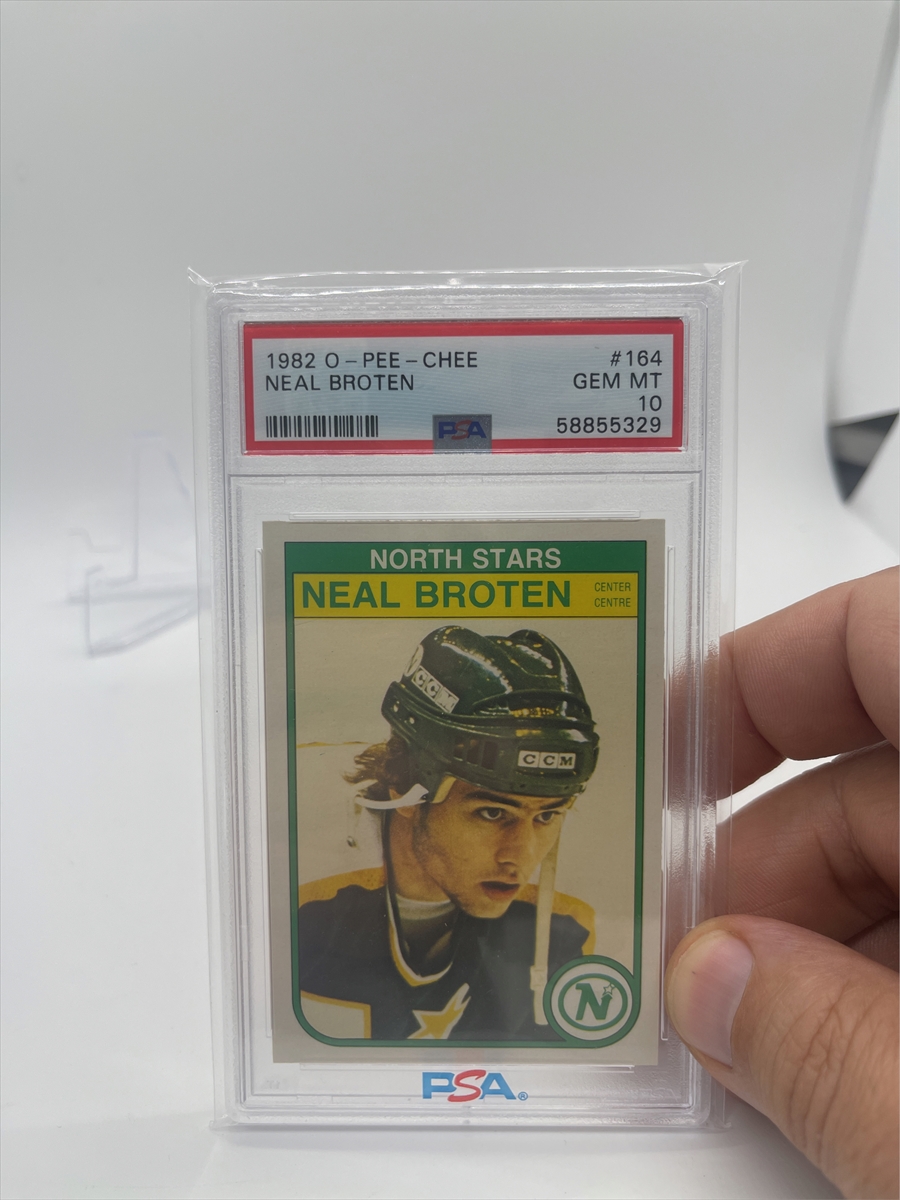 1982 O-PEE-CHEE #164
NEAL BROTEN GEM MT
10
PSA 58855329
NORTH STARS
NEAL BROTEN CENTER
CENTRE
CCM
CCM
N
PSA®